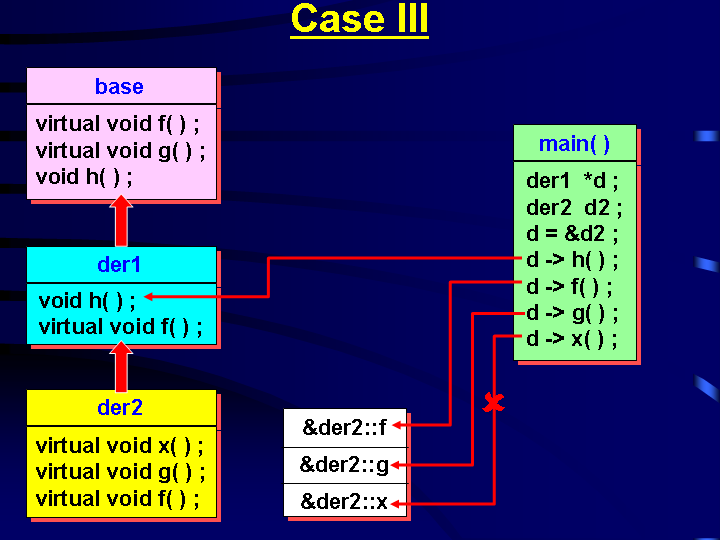 Case III
base
virtual void f( ) ;
virtual void g( ) ;
void h( ) ;
der1
void h( ) ;
virtual void f( ) ;
der2
virtual void x( ) ;
virtual void g( ) ;
virtual void f( ) ;
&der2::f
&der2::g
&der2::x
main( )
der1 *d ;
der2 d2 ;
d = &d2 ;
d -> h( ) ;
d -> f( ) ;
d -> g( ) ;
d -> x( ) ;